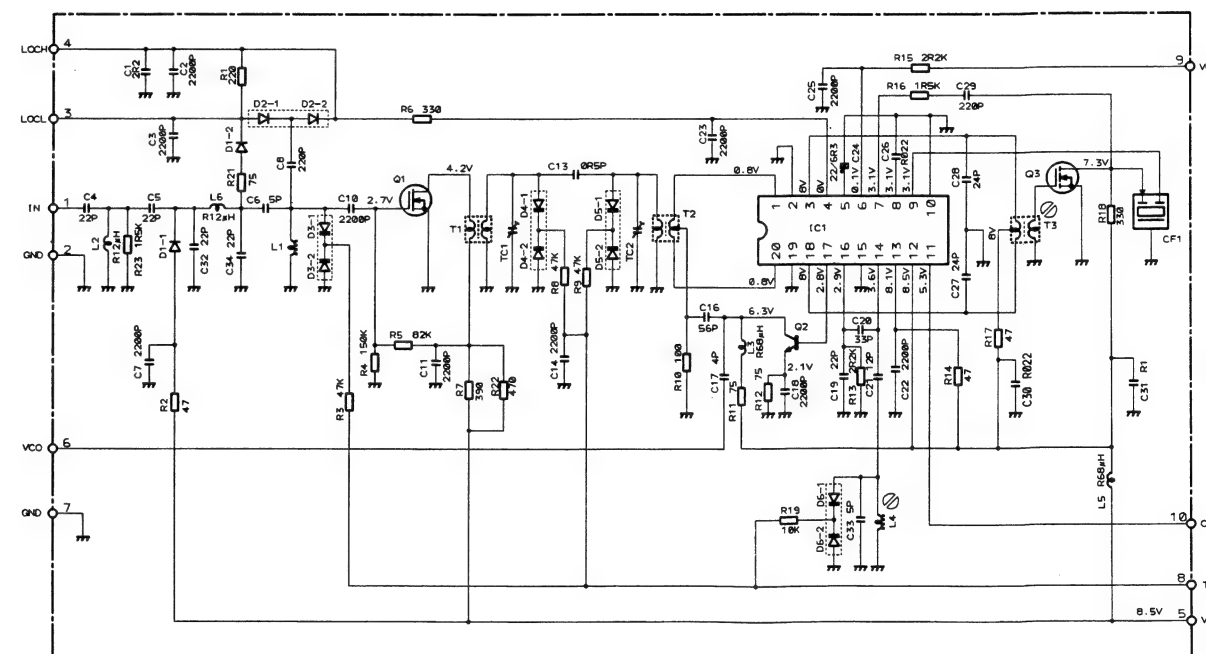 LOCH 4
C1 2R2
C2 2200P
R1 220
D2-1 D2-2
LOCL 3
C3 2200P
D1-2
R21 75
C8 220P
R6 330
C23 2200P
R15 2R2K
9
C25 2200P
R16 1R5K
C29 220P
22/6R3 C24
C26 R022
C28 24P
Q3
7.3V
R18 330
CF1
IN 1
C4 22P
C5 22P
L6 R12μH
C6 5P
C10 2200P
2.7V
Q1
4.2V
T1
TC1
D4-1
C13 0R5P
D5-1
TC2
T2
0.8V
8V 0V 0.1V 3.1V 3.1V 3.1V
1 2 3 4 5 6 7 8 9 10
IC1
20 19 18 17 16 15 14 13 12 11
8V 2.8V 2.9V 3.6V 8.1V 8.5V 5.3V
0.8V
8V
T3
C27 24P
GND 2
L2 R12μH
R23 1R5K
D1-1
C32 22P
C34 22P
L1
D3-1
D3-2
D4-2
R8 47K
R9 47K
D5-2
C7 2200P
R2 47
R4 150K
R5 82K
R3 47K
C11 2200P
R7 390
R22 470
C14 2200P
R10 100
C16 56P
6.3V
C17 4P
L3 R68μH
R11 75
Q2
2.1V
R12 75
C18 2200P
C20 33P
C19 22P
R13 2R2K
C21 12P
C22 2200P
R14 47
R17 47
C30 R022
C31 R1
VCO 6
GND 7
R19 10K
D6-1
D6-2
C33 5P
L4
L5 R68μH
10
8
8.5V 5